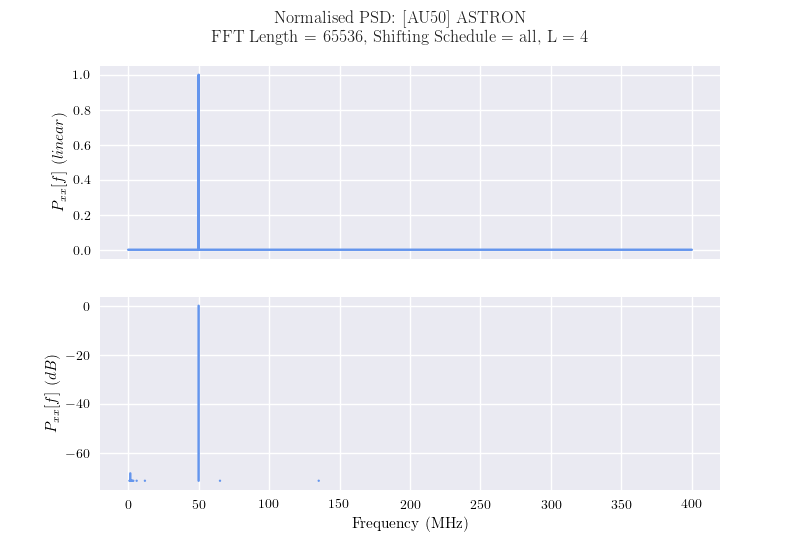 Normalised PSD: [AU50] ASTRON
FFT Length = 65536, Shifting Schedule = all, L = 4
1.0
0.8
0.6
0.4
0.2
0.0
P_xx[f] (linear)
0
−20
−40
−60
P_xx[f] (dB)
0 50 100 150 200 250 300 350 400
Frequency (MHz)